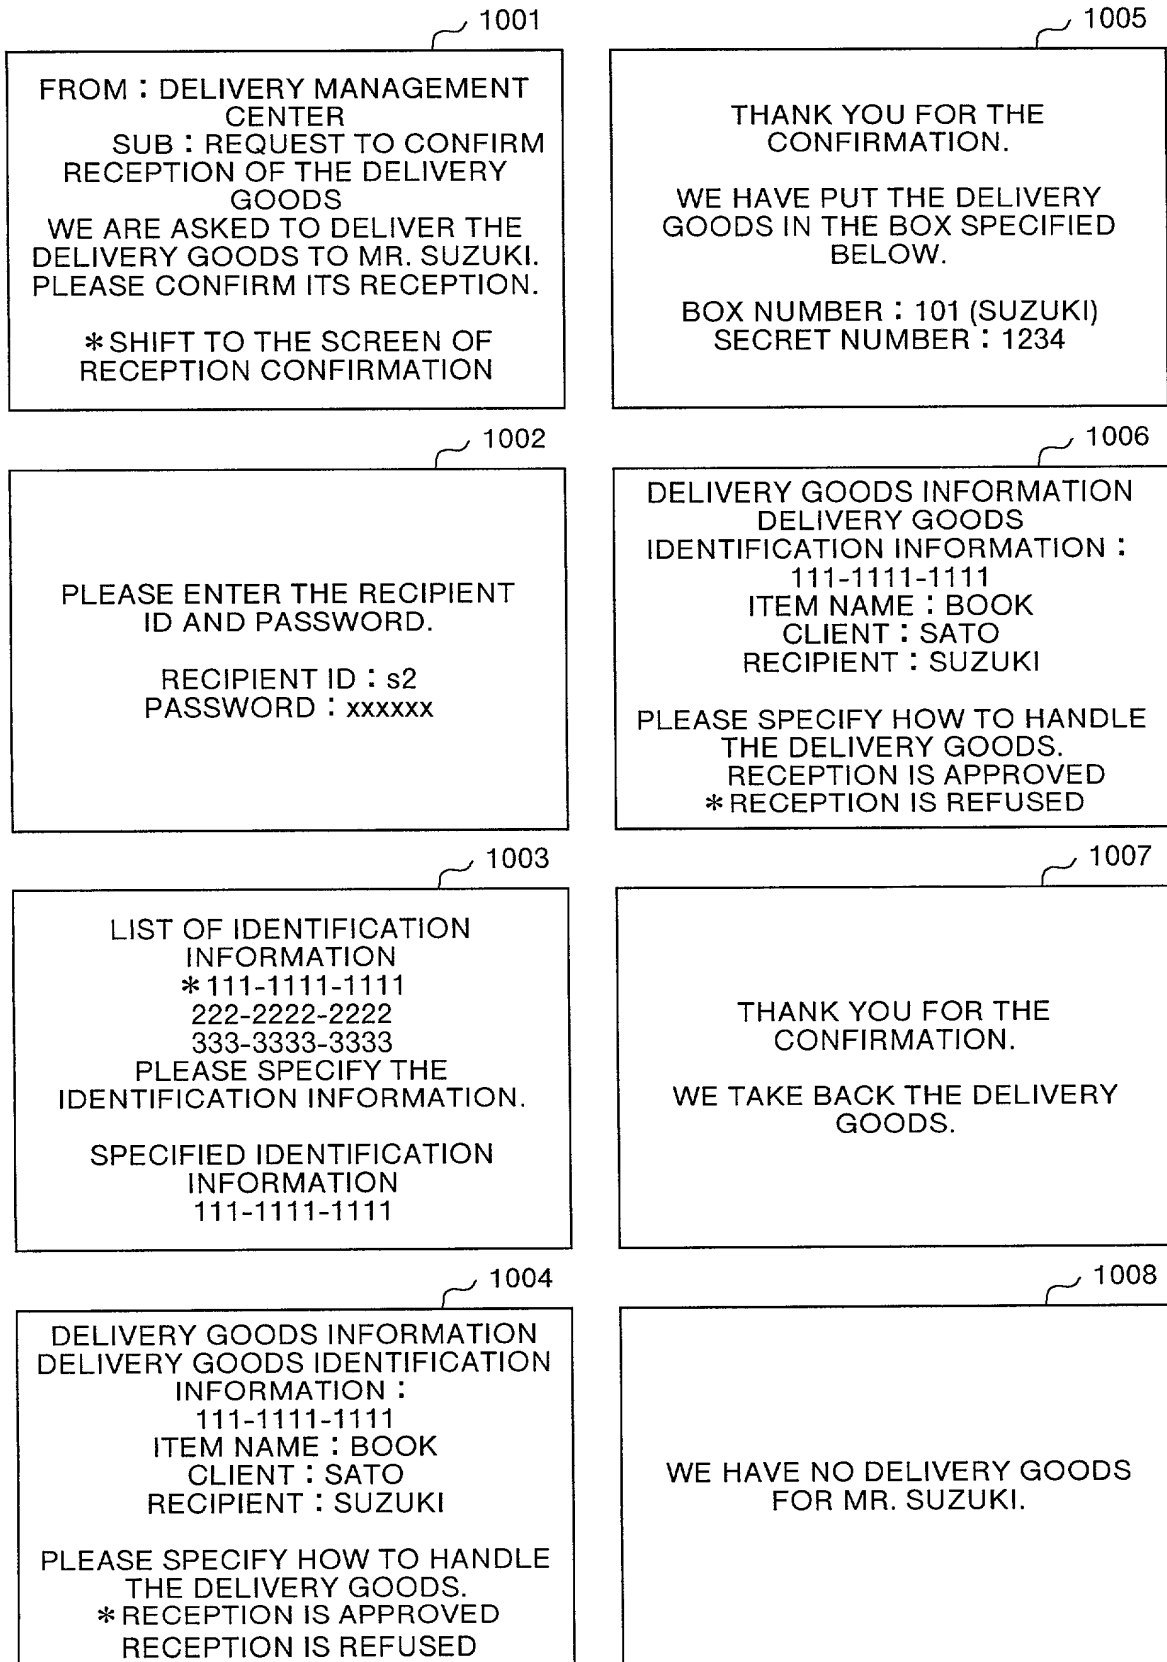 1001
FROM : DELIVERY MANAGEMENT
CENTER
SUB : REQUEST TO CONFIRM
RECEPTION OF THE DELIVERY
GOODS
WE ARE ASKED TO DELIVER THE
DELIVERY GOODS TO MR. SUZUKI.
PLEASE CONFIRM ITS RECEPTION.
*SHIFT TO THE SCREEN OF
RECEPTION CONFIRMATION
1002
PLEASE ENTER THE RECIPIENT
ID AND PASSWORD.
RECIPIENT ID : s2
PASSWORD : xxxxxx
1003
LIST OF IDENTIFICATION
INFORMATION
*111-1111-1111
222-2222-2222
333-3333-3333
PLEASE SPECIFY THE
IDENTIFICATION INFORMATION.
SPECIFIED IDENTIFICATION
INFORMATION
111-1111-1111
1004
DELIVERY GOODS INFORMATION
DELIVERY GOODS IDENTIFICATION
INFORMATION :
111-1111-1111
ITEM NAME : BOOK
CLIENT : SATO
RECIPIENT : SUZUKI
PLEASE SPECIFY HOW TO HANDLE
THE DELIVERY GOODS.
*RECEPTION IS APPROVED
RECEPTION IS REFUSED
1005
THANK YOU FOR THE
CONFIRMATION.
WE HAVE PUT THE DELIVERY
GOODS IN THE BOX SPECIFIED
BELOW.
BOX NUMBER : 101 (SUZUKI)
SECRET NUMBER : 1234
1006
DELIVERY GOODS INFORMATION
DELIVERY GOODS
IDENTIFICATION INFORMATION :
111-1111-1111
ITEM NAME : BOOK
CLIENT : SATO
RECIPIENT : SUZUKI
PLEASE SPECIFY HOW TO HANDLE
THE DELIVERY GOODS.
RECEPTION IS APPROVED
*RECEPTION IS REFUSED
1007
THANK YOU FOR THE
CONFIRMATION.
WE TAKE BACK THE DELIVERY
GOODS.
1008
WE HAVE NO DELIVERY GOODS
FOR MR. SUZUKI.